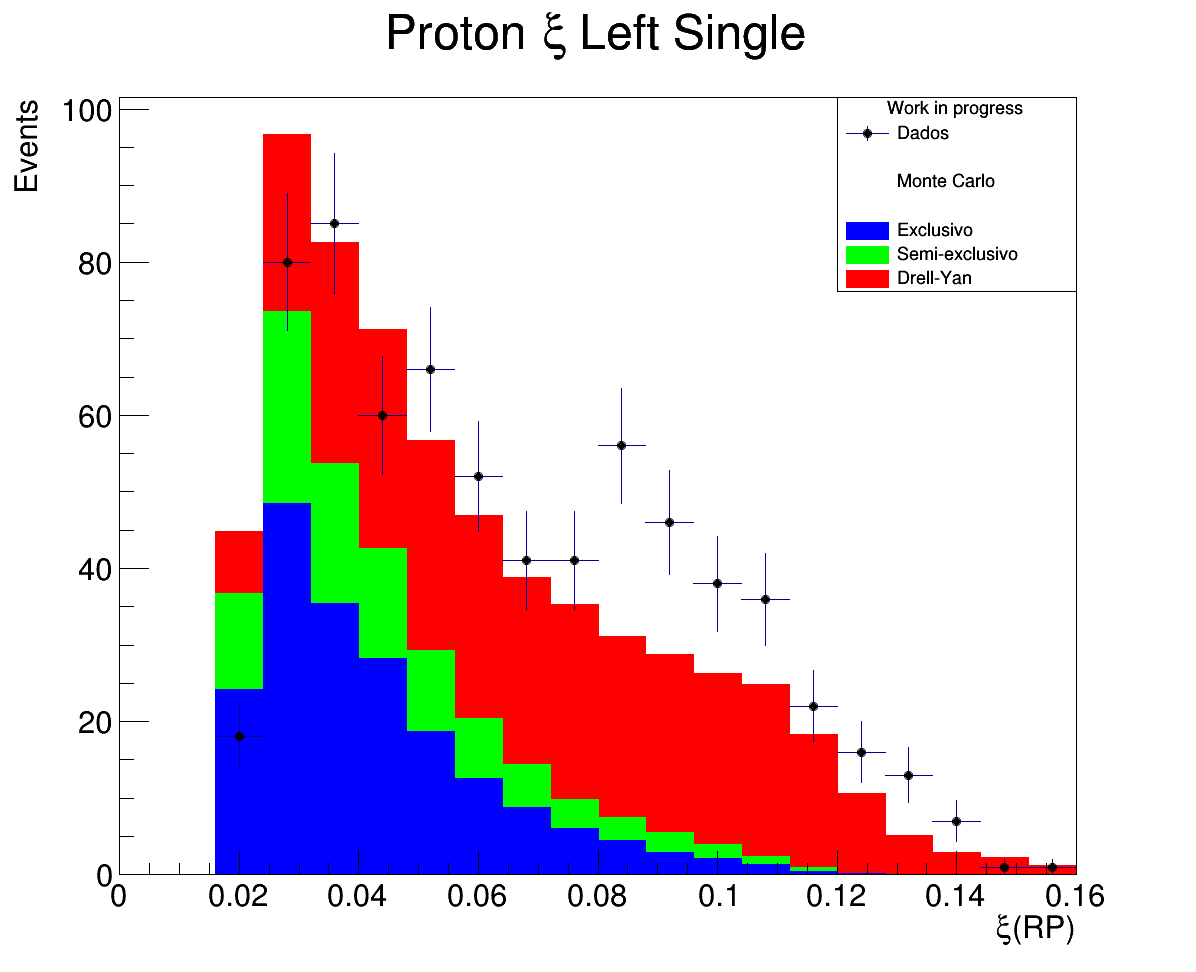 Proton ξ Left Single
Events
100
80
60
40
20
0
Work in progress
Dados
Monte Carlo
Exclusivo
Semi-exclusivo
Drell-Yan
0 0.02 0.04 0.06 0.08 0.1 0.12 0.14 0.16
ξ(RP)